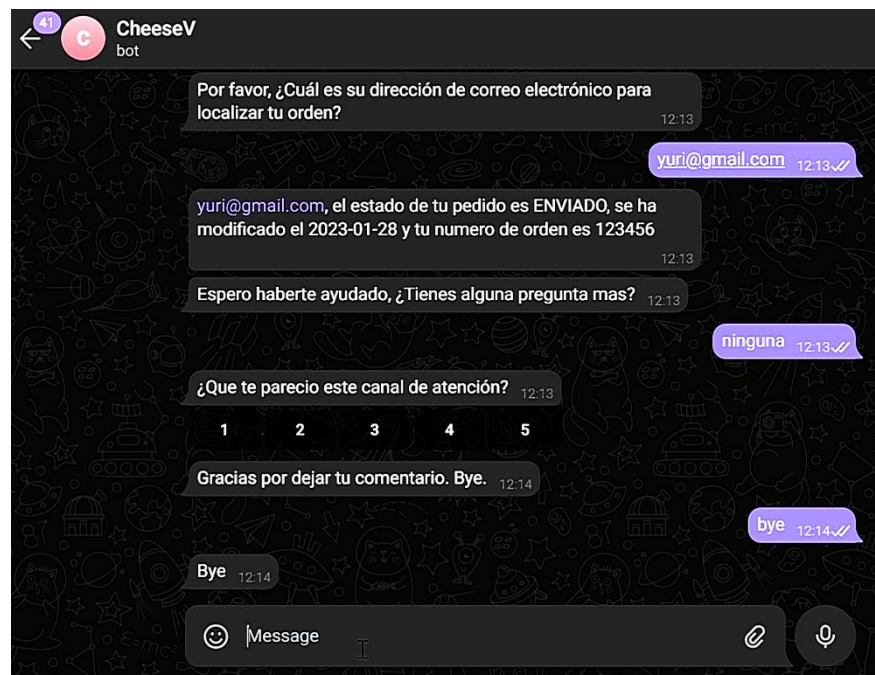 41
C
CheeseV
bot
Por favor, ¿Cuál es su dirección de correo electrónico para
localizar tu orden?
12:13
yuri@gmail.com 12:13
yuri@gmail.com, el estado de tu pedido es ENVIADO, se ha
modificado el 2023-01-28 y tu numero de orden es 123456
12:13
Espero haberte ayudado, ¿Tienes alguna pregunta mas? 12:13
ninguna 12:13
¿Que te parecio este canal de atención? 12:13
1 2 3 4 5
Gracias por dejar tu comentario. Bye. 12:14
bye 12:14
Bye 12:14
Message